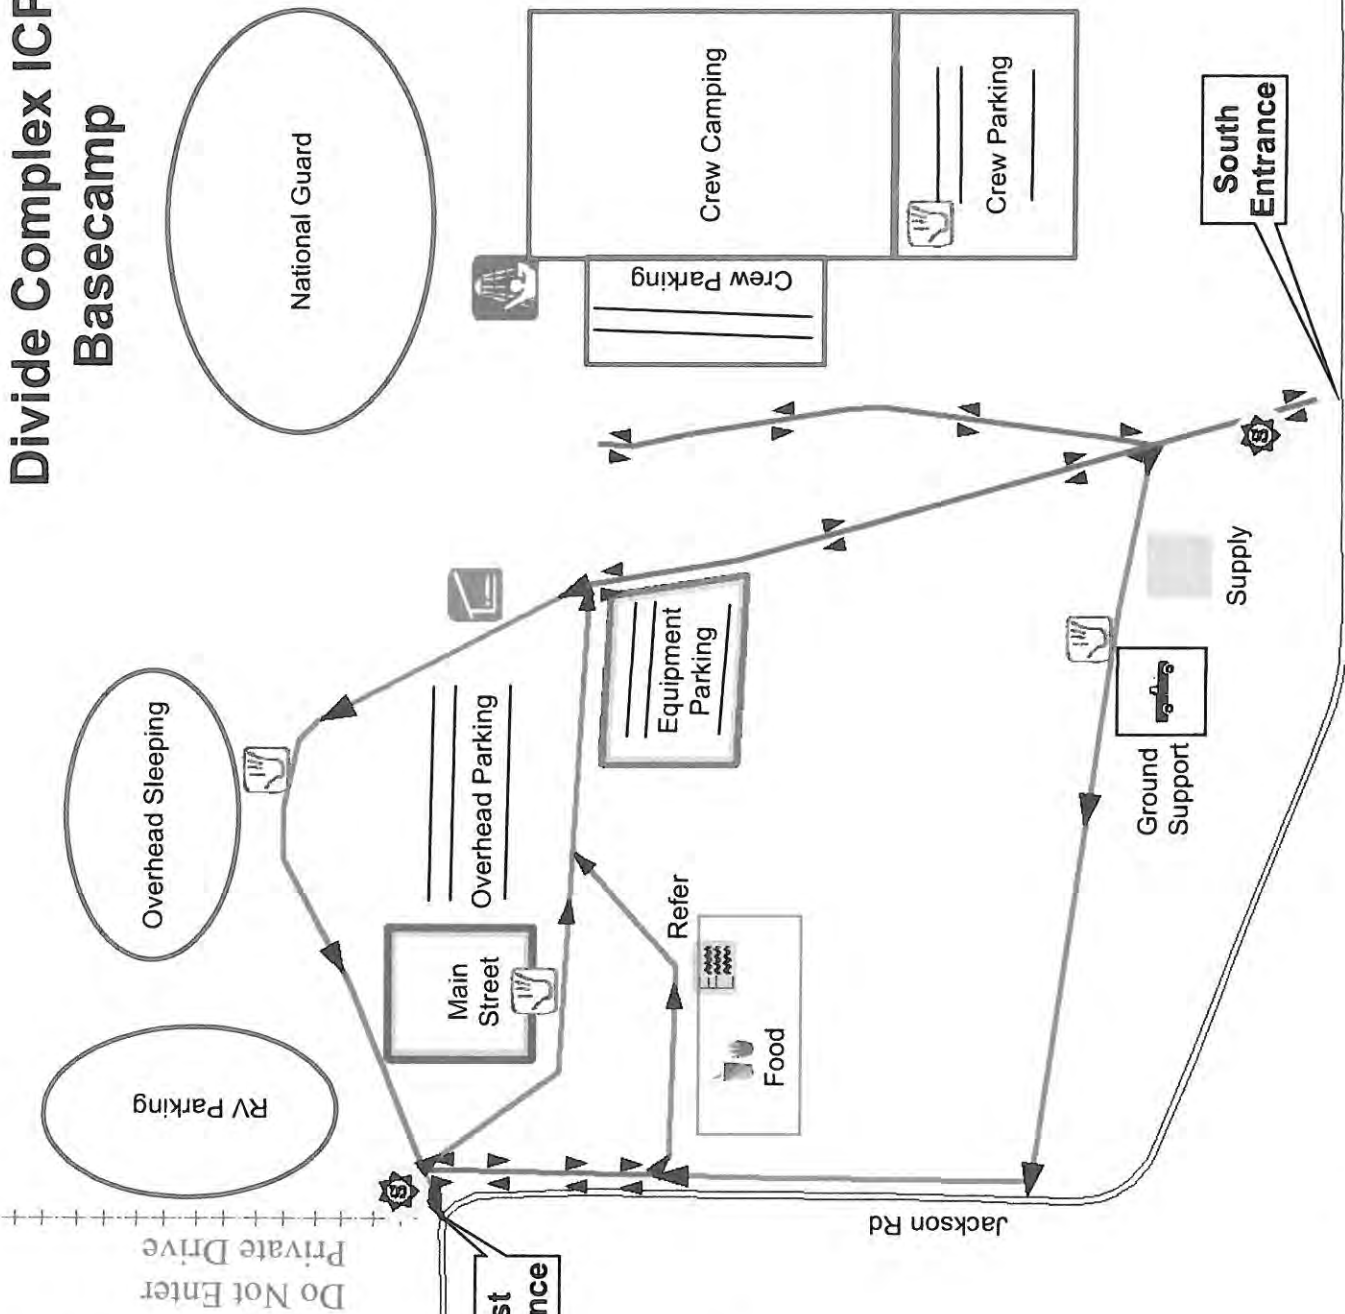 Divide Complex ICP
Basecamp
National Guard
Crew Camping
Crew Parking
Crew Parking
South
Entrance
Overhead Sleeping
Overhead Parking
Equipment
Parking
Supply
Ground
Support
RV Parking
Main
Street
Refer
Food
Jackson Rd
Do Not Enter
Private Drive